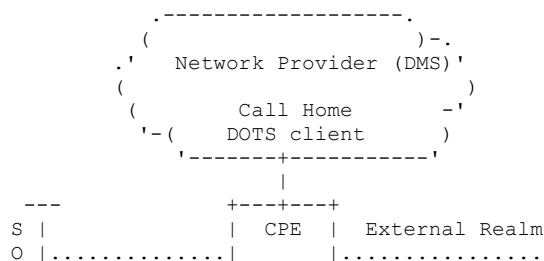 Network Provider (DMS)
Call Home
DOTS client
S | | CPE | External Realm
O